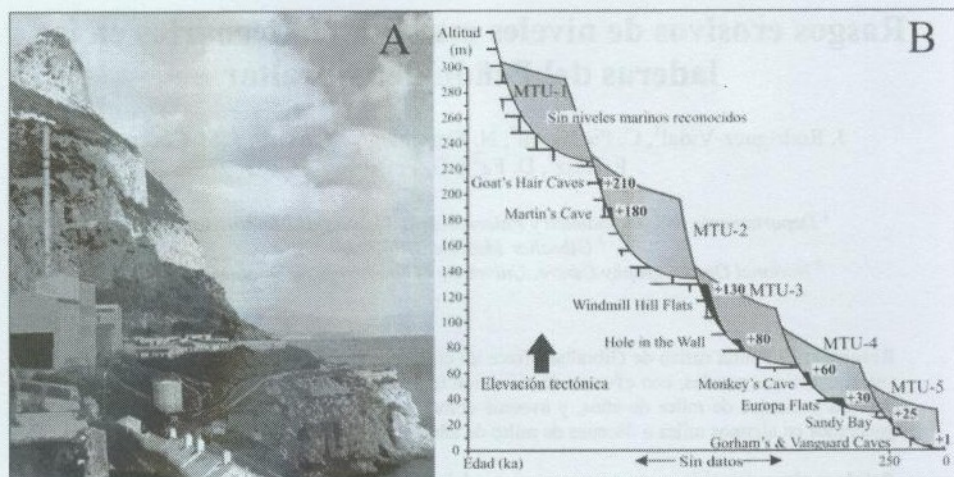 Rasgos erosivos de niveles
laderas del
J. Rodríguez-Vidal
A
B
Altitud
(m)
300
280
260
240
220
200
180
160
140
120
100
80
60
40
20
0
MTU-1
Sin niveles marinos reconocidos
Goat's Hair Caves
+210
Martin's Cave
+180
MTU-2
+130
MTU-3
Windmill Hill Flats
Hole in the Wall
+80
MTU-4
+60
Elevación tectónica
Monkey's Cave
+30
MTU-5
Europa Flats
+25
Sandy Bay
Gorham's & Vanguard Caves
+1
Edad (ka)
Sin datos
250
0